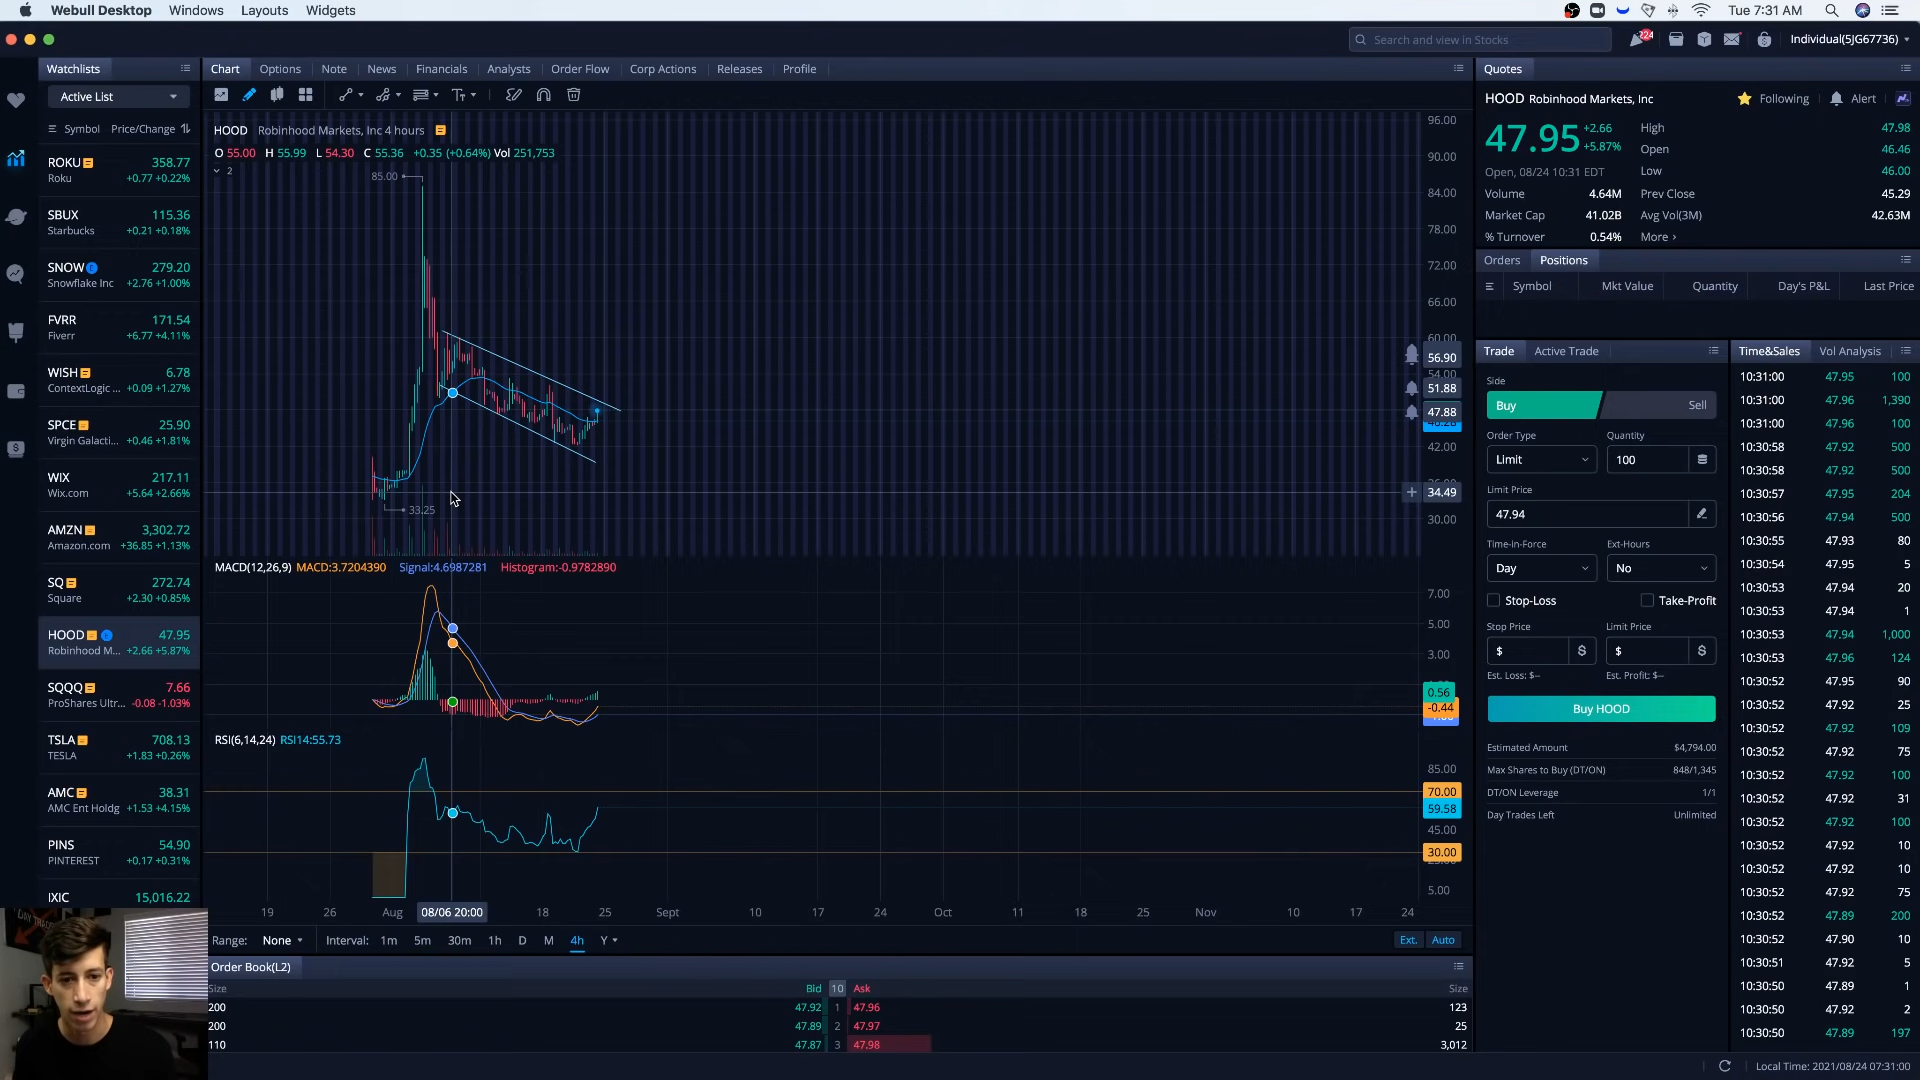 Webull Desktop Windows Layouts Widgets Tue 7:31 AM
Search and view in Stocks 224 Individual(5JG67736)
Watchlists
Active List
Symbol Price/Change
ROKU 358.77
Roku +0.77 +0.22%
SBUX 115.36
Starbucks +0.21 +0.18%
SNOW 279.20
Snowflake Inc +2.76 +1.00%
FVRR 171.54
Fiverr +6.77 +4.11%
WISH 6.78
ContextLogic ... +0.09 +1.27%
SPCE 25.90
Virgin Galacti... +0.46 +1.81%
WIX 217.11
Wix.com +5.64 +2.66%
AMZN 3,302.72
Amazon.com +36.85 +1.13%
SQ 272.74
Square +2.30 +0.85%
HOOD 47.95
Robinhood M... +2.66 +5.87%
SQQQ 7.66
ProShares Ultr... -0.08 -1.03%
TSLA 708.13
TESLA +1.83 +0.26%
AMC 38.31
AMC Ent Holdg +1.53 +4.15%
PINS 54.90
PINTEREST +0.17 +0.31%
IXIC 15,016.22
Chart Options Note News Financials Analysts Order Flow Corp Actions Releases Profile
HOOD Robinhood Markets, Inc 4 hours
O 55.00 H 55.99 L 54.30 C 55.36 +0.35 (+0.64%) Vol 251,753
2
85.00
33.25
96.00
90.00
84.00
78.00
72.00
66.00
60.00
56.90
54.00
51.88
47.88
42.00
34.49
30.00
MACD(12,26,9) MACD:3.7204390 Signal:4.6987281 Histogram:-0.9782890
7.00
5.00
3.00
0.56
-0.44
RSI(6,14,24) RSI14:55.73
85.00
70.00
59.58
45.00
30.00
5.00
19 26 Aug 08/06 20:00 18 25 Sept 10 17 24 Oct 11 18 25 Nov 10 17 24
Range: None Interval: 1m 5m 30m 1h D M 4h Y Ext. Auto
Order Book(L2)
Size Bid 10 Ask Size
200 47.92 1 47.96 123
200 47.89 2 47.97 25
110 47.87 3 47.98 3,012
Quotes
HOOD Robinhood Markets, Inc Following Alert
47.95 +2.66 +5.87%
Open, 08/24 10:31 EDT
High 47.98
Open 46.46
Low 46.00
Volume 4.64M Prev Close 45.29
Market Cap 41.02B Avg Vol(3M) 42.63M
% Turnover 0.54% More ›
Orders Positions
Symbol Mkt Value Quantity Day's P&L Last Price
Trade Active Trade
Side
Buy Sell
Order Type Quantity
Limit 100
Limit Price
47.94
Time-In-Force Ext-Hours
Day No
Stop-Loss Take-Profit
Stop Price Limit Price
$ $ $ $
Est. Loss: $-- Est. Profit: $--
Buy HOOD
Estimated Amount $4,794.00
Max Shares to Buy (DT/ON) 848/1,345
DT/ON Leverage 1/1
Day Trades Left Unlimited
Time&Sales Vol Analysis
10:31:00 47.95 100
10:31:00 47.96 1,390
10:31:00 47.96 100
10:30:58 47.92 500
10:30:58 47.92 500
10:30:57 47.95 204
10:30:56 47.94 500
10:30:55 47.93 80
10:30:54 47.95 5
10:30:53 47.94 20
10:30:53 47.94 1
10:30:53 47.94 1,000
10:30:53 47.96 124
10:30:52 47.95 90
10:30:52 47.92 25
10:30:52 47.92 109
10:30:52 47.92 75
10:30:52 47.92 100
10:30:52 47.92 31
10:30:52 47.92 100
10:30:52 47.92 10
10:30:52 47.92 10
10:30:52 47.92 75
10:30:52 47.89 200
10:30:52 47.90 10
10:30:51 47.92 5
10:30:50 47.89 1
10:30:50 47.92 2
10:30:50 47.89 197
Local Time: 2021/08/24 07:31:00